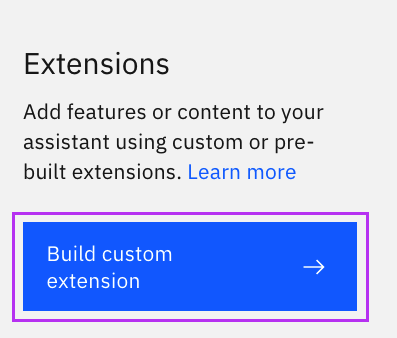 Extensions
Add features or content to your
assistant using custom or pre-
built extensions. Learn more
Build custom
extension